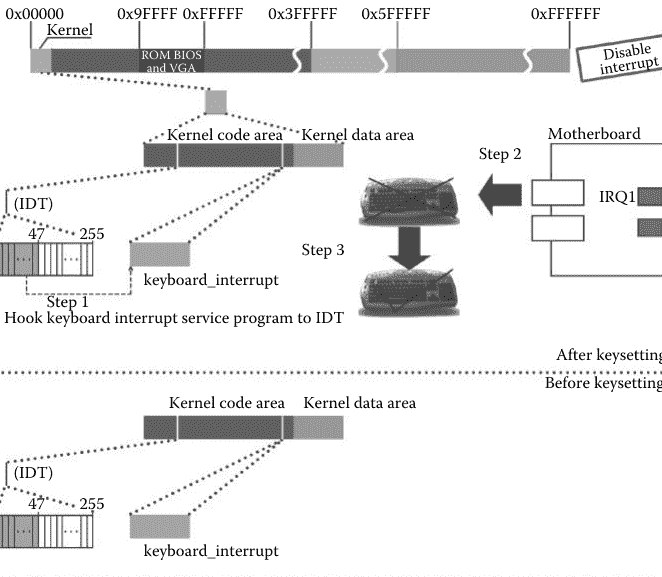 0x00000 0x9FFFF 0xFFFFF 0x3FFFFF 0x5FFFFF 0xFFFFFF
Kernel
ROM BIOS
and VGA
Disable
interrupt
Kernel code area Kernel data area
Motherboard
Step 2
IRQ1
(IDT)
47 255
Step 3
keyboard_interrupt
Step 1
Hook keyboard interrupt service program to IDT
After keysetting
Before keysetting
Kernel code area Kernel data area
(IDT)
47 255
keyboard_interrupt